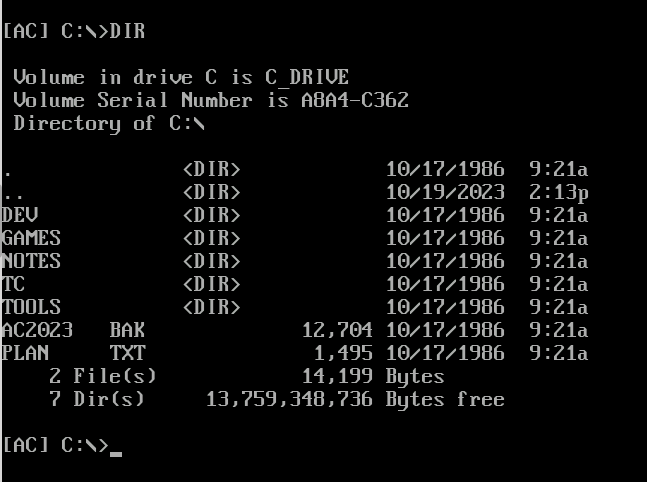 [AC] C:\>DIR
Volume in drive C is C_DRIVE
Volume Serial Number is A8A4-C362
Directory of C:\
. <DIR> 10/17/1986 9:21a
.. <DIR> 10/19/2023 2:13p
DEV <DIR> 10/17/1986 9:21a
GAMES <DIR> 10/17/1986 9:21a
NOTES <DIR> 10/17/1986 9:21a
TC <DIR> 10/17/1986 9:21a
TOOLS <DIR> 10/17/1986 9:21a
AC2023 BAK 12,704 10/17/1986 9:21a
PLAN TXT 1,495 10/17/1986 9:21a
2 File(s) 14,199 Bytes
7 Dir(s) 13,759,348,736 Bytes free
[AC] C:\>_